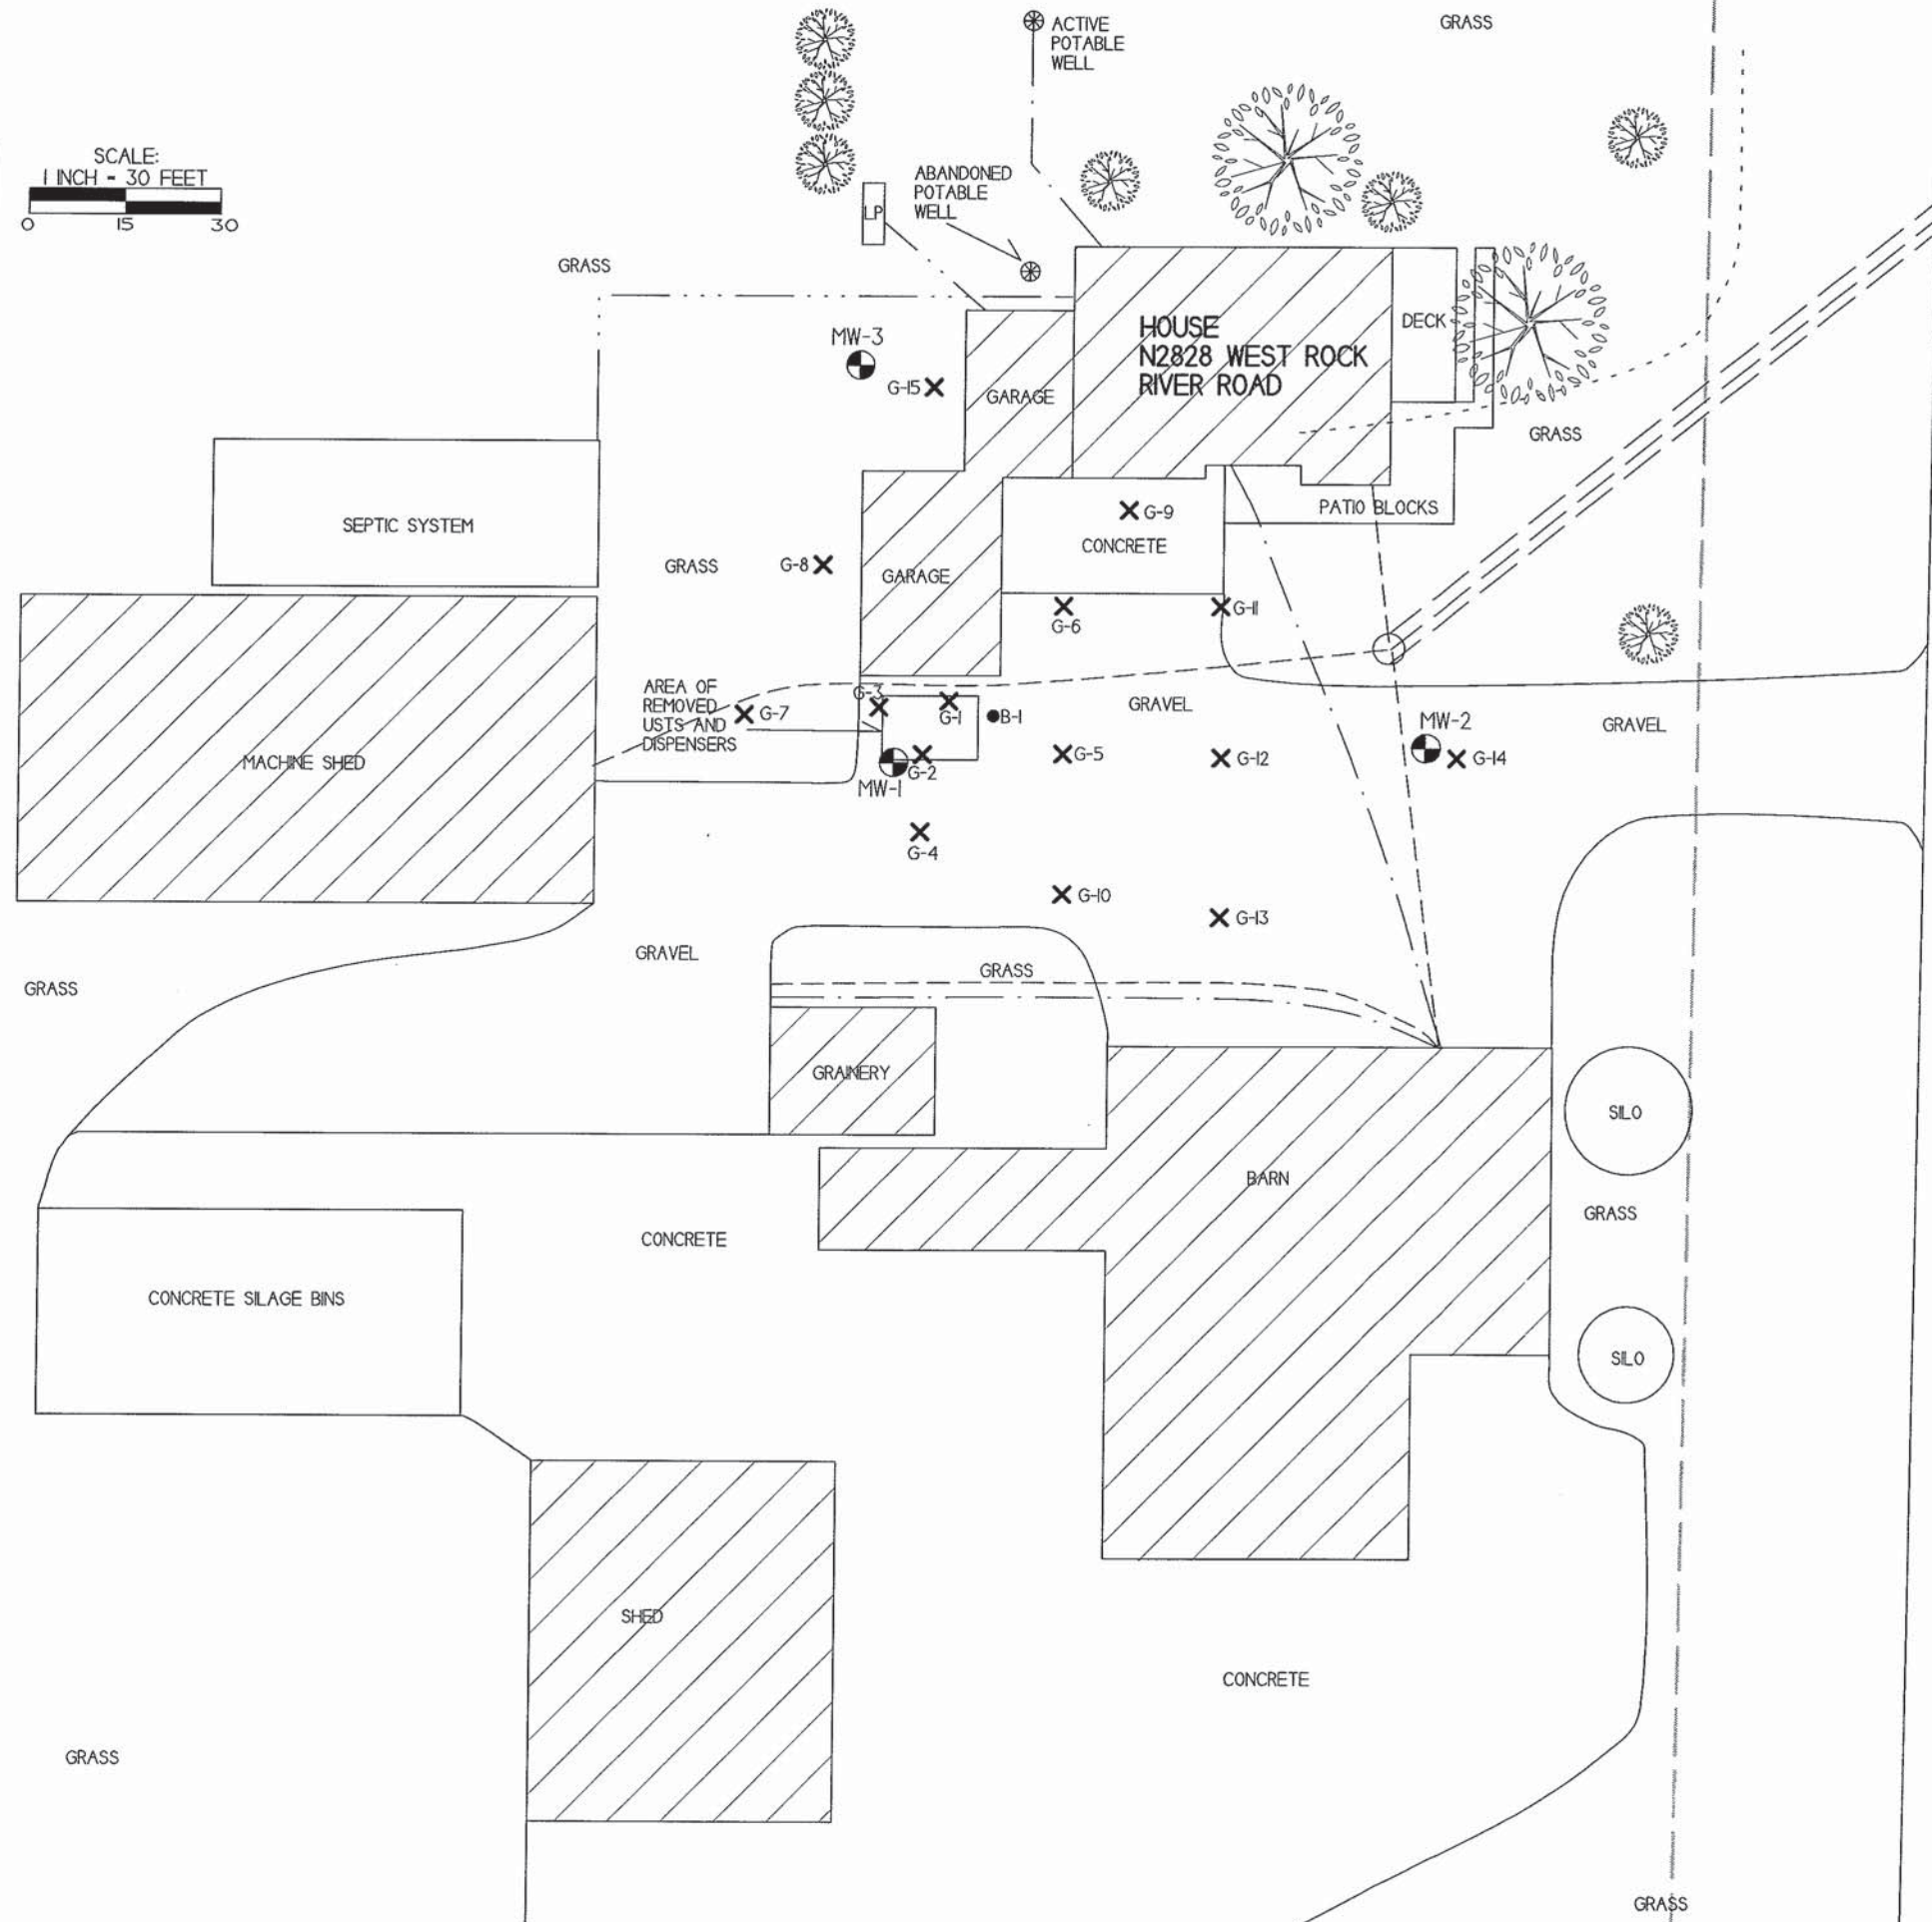 ACTIVE
POTABLE
WELL
GRASS
SCALE:
1 INCH = 30 FEET
0 15 30
ABANDONED
POTABLE
WELL
LP
GRASS
MW-3
G-15
GARAGE
HOUSE
N2828 WEST ROCK
RIVER ROAD
DECK
GRASS
SEPTIC SYSTEM
PATIO BLOCKS
G-9
CONCRETE
GRASS
G-8
GARAGE
G-6
G-11
AREA OF
REMOVED
USTS AND
DISPENSERS
G-7
G-3
G-1
B-1
GRAVEL
MW-2
GRAVEL
MACHINE SHED
MW-1
G-2
G-5
G-12
G-14
G-4
G-10
G-13
GRAVEL
GRASS
GRASS
GRAINERY
SILO
BARN
GRASS
CONCRETE
CONCRETE SILAGE BINS
SILO
SHED
CONCRETE
GRASS
GRASS